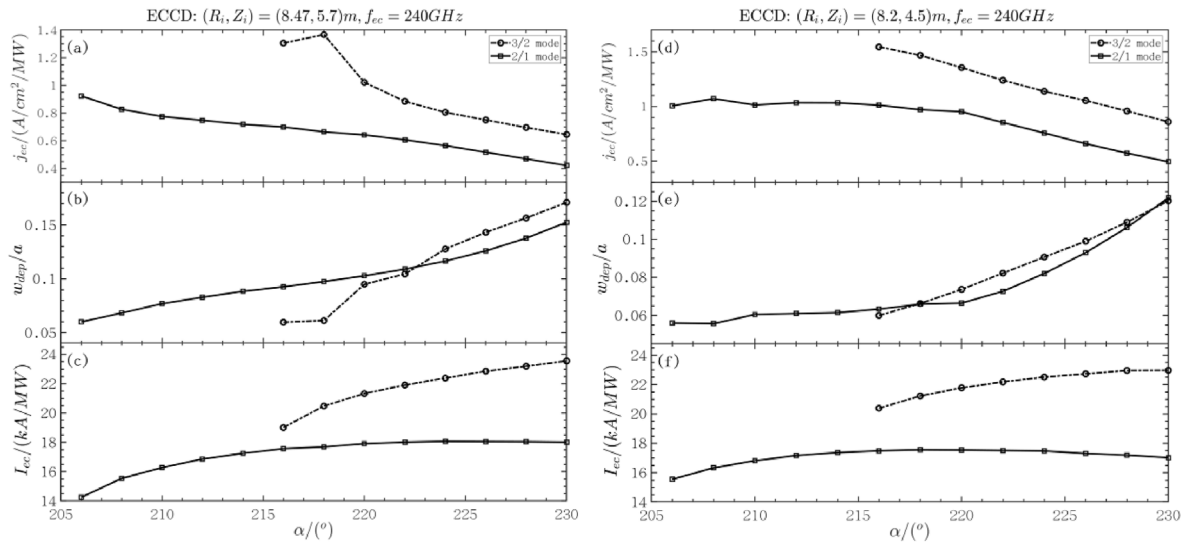 ECCD: (R_i, Z_i) = (8.47, 5.7)m, f_ec = 240GHz
(a)
3/2 mode
2/1 mode
j_ec/(A/cm²/MW)
1.4
1.2
1
0.8
0.6
0.4
(b)
w_dep/a
0.15
0.1
0.05
(c)
I_ec/(kA/MW)
24
22
20
18
16
14
205 210 215 220 225 230
α/(°)
ECCD: (R_i, Z_i) = (8.2, 4.5)m, f_ec = 240GHz
(d)
3/2 mode
2/1 mode
j_ec/(A/cm²/MW)
1.5
1
0.5
(e)
w_dep/a
0.12
0.1
0.08
0.06
(f)
I_ec/(kA/MW)
24
22
20
18
16
14
205 210 215 220 225 230
α/(°)